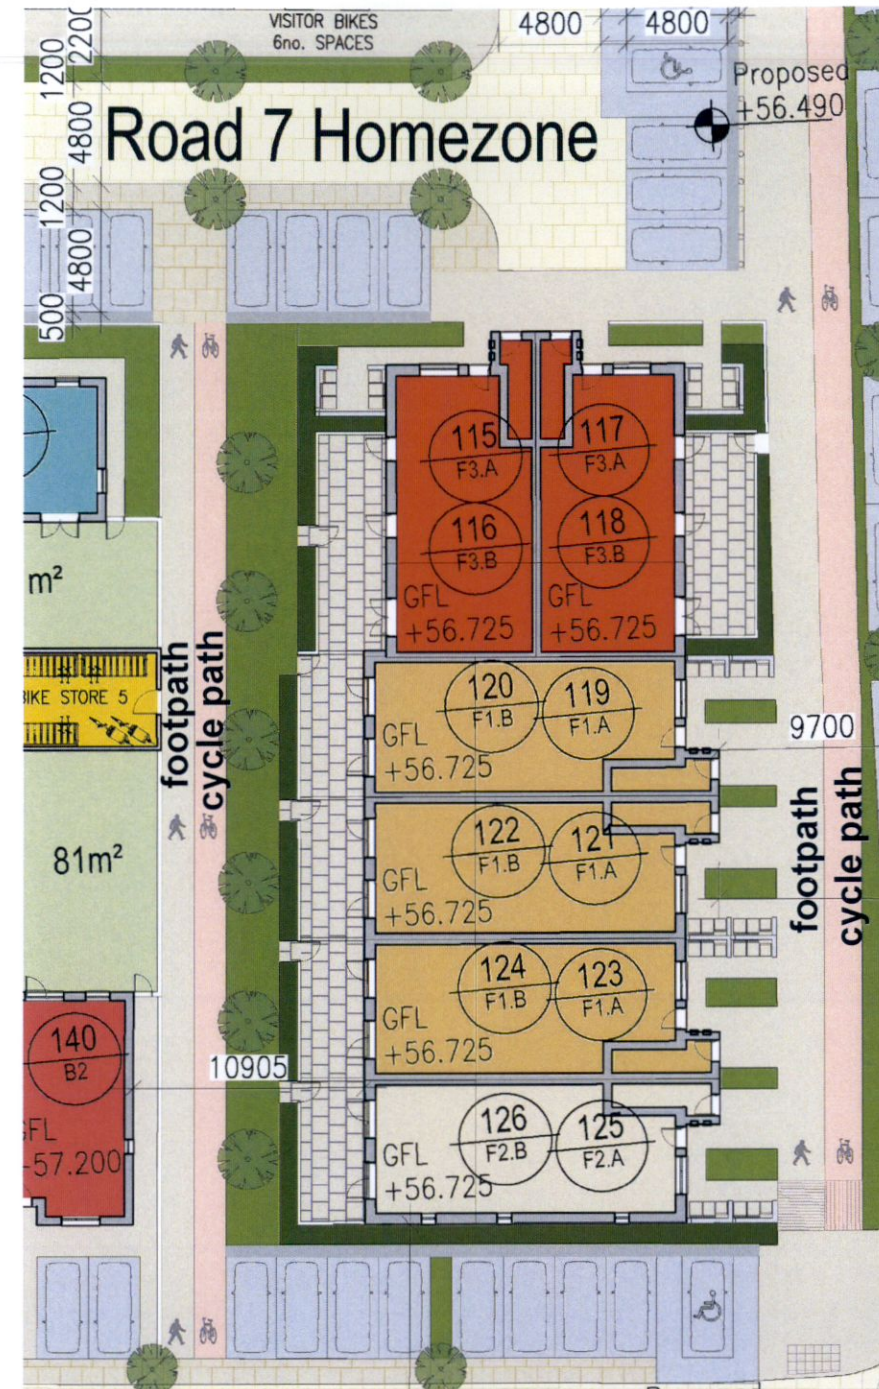 VISITOR BIKES
6no. SPACES
4800
4800
2200
1200
4800
1200
4800
500
Proposed
+56.490
Road 7 Homezone
115
F3.A
117
F3.A
116
F3.B
118
F3.B
GFL
+56.725
GFL
+56.725
m²
BIKE STORE 5
footpath
cycle path
120
F1.B
119
F1.A
GFL
+56.725
9700
122
F1.B
121
F1.A
GFL
+56.725
81m²
footpath
cycle path
124
F1.B
123
F1.A
GFL
+56.725
140
B2
10905
GFL
57.200
126
F2.B
125
F2.A
GFL
+56.725